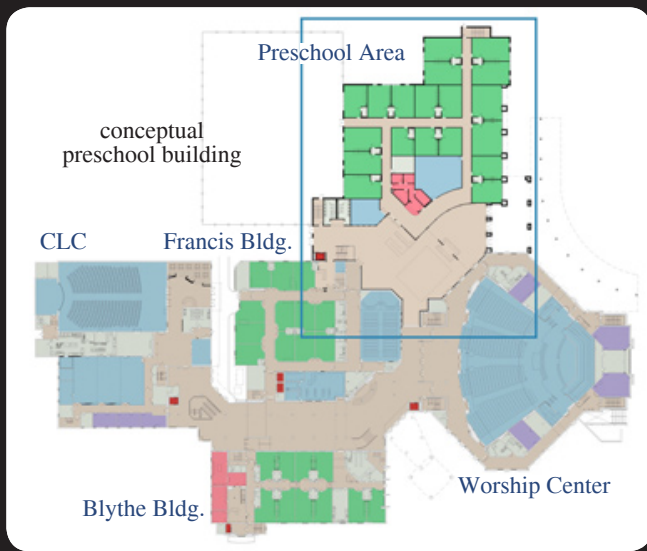 Preschool Area
conceptual
preschool building
CLC
Francis Bldg.
Worship Center
Blythe Bldg.